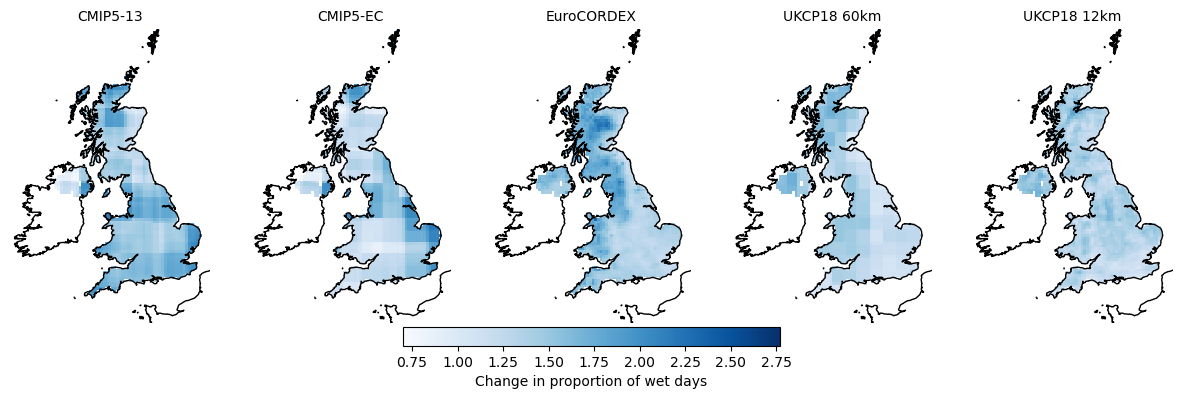 CMIP5-13 CMIP5-EC EuroCORDEX UKCP18 60km UKCP18 12km
0.75 1.00 1.25 1.50 1.75 2.00 2.25 2.50 2.75
Change in proportion of wet days